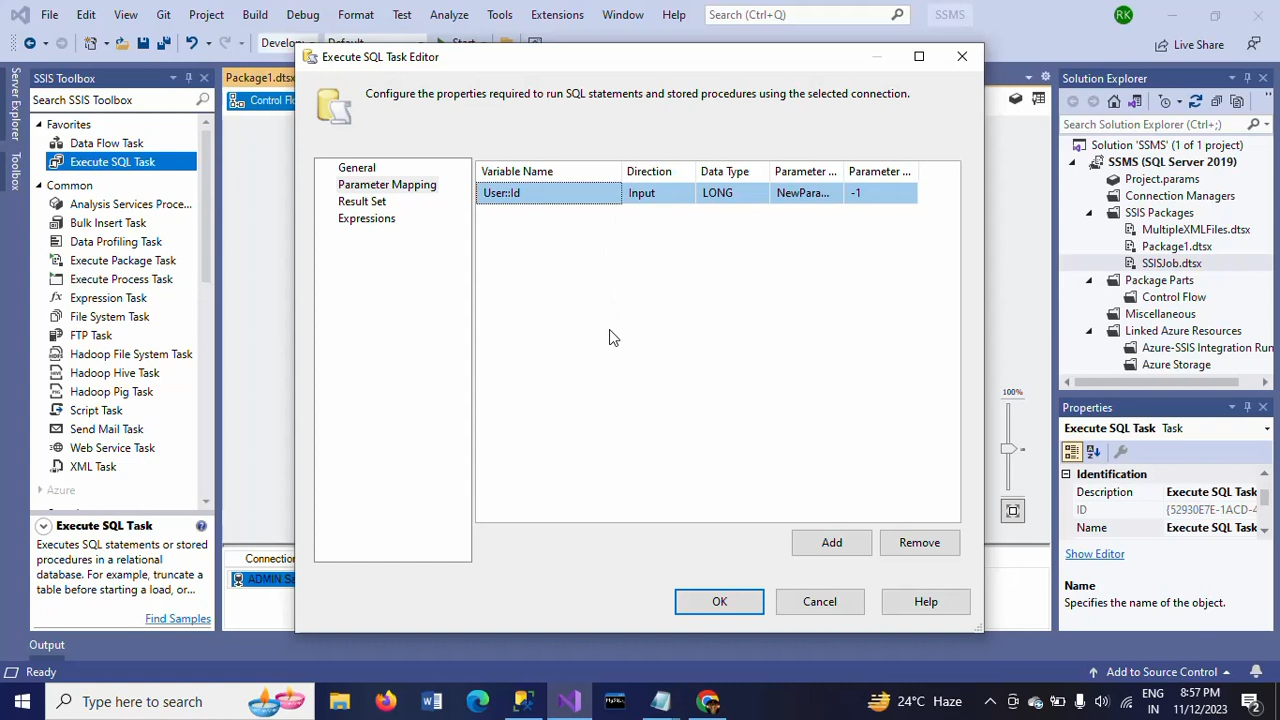 File Edit View Git Project Build Debug Format Test Analyze Tools Extensions Window Help Search (Ctrl+Q) SSMS RK
Live Share
Execute SQL Task Editor
Configure the properties required to run SQL statements and stored procedures using the selected connection.
General
Parameter Mapping
Result Set
Expressions
Variable Name Direction Data Type Parameter ... Parameter ...
User::Id Input LONG NewPara... -1
Add Remove
OK Cancel Help
SSIS Toolbox
Search SSIS Toolbox
Server Explorer
Toolbox
Favorites
Data Flow Task
Execute SQL Task
Common
Analysis Services Proce...
Bulk Insert Task
Data Profiling Task
Execute Package Task
Execute Process Task
Expression Task
File System Task
FTP Task
Hadoop File System Task
Hadoop Hive Task
Hadoop Pig Task
Script Task
Send Mail Task
Web Service Task
XML Task
Azure
Execute SQL Task
Executes SQL statements or stored
procedures in a relational
database. For example, truncate a
table before starting a load, or...
Find Samples
Package1.dtsx
Control Flo
Connection
ADMIN.Sa
100%
Solution Explorer
Search Solution Explorer (Ctrl+;)
Solution 'SSMS' (1 of 1 project)
SSMS (SQL Server 2019)
Project.params
Connection Managers
SSIS Packages
MultipleXMLFiles.dtsx
Package1.dtsx
SSISJob.dtsx
Package Parts
Control Flow
Miscellaneous
Linked Azure Resources
Azure-SSIS Integration Run
Azure Storage
Properties
Execute SQL Task Task
Identification
Description Execute SQL Task
ID {52930E7E-1ACD-4
Name Execute SQL Task
Show Editor
Name
Specifies the name of the object.
Output
Ready
Add to Source Control
Type here to search
24°C Haze
ENG
IN
8:57 PM
11/12/2023
2